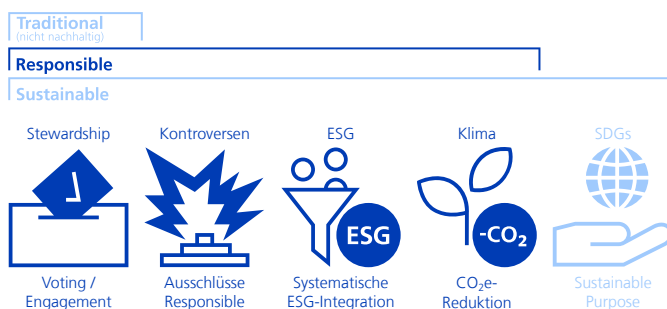 Traditional
(nicht nachhaltig)
Responsible
Sustainable
Stewardship Kontroversen ESG Klima SDGs
ESG -CO₂
Voting / Ausschlüsse Systematische CO₂e- Sustainable
Engagement Responsible ESG-Integration Reduktion Purpose